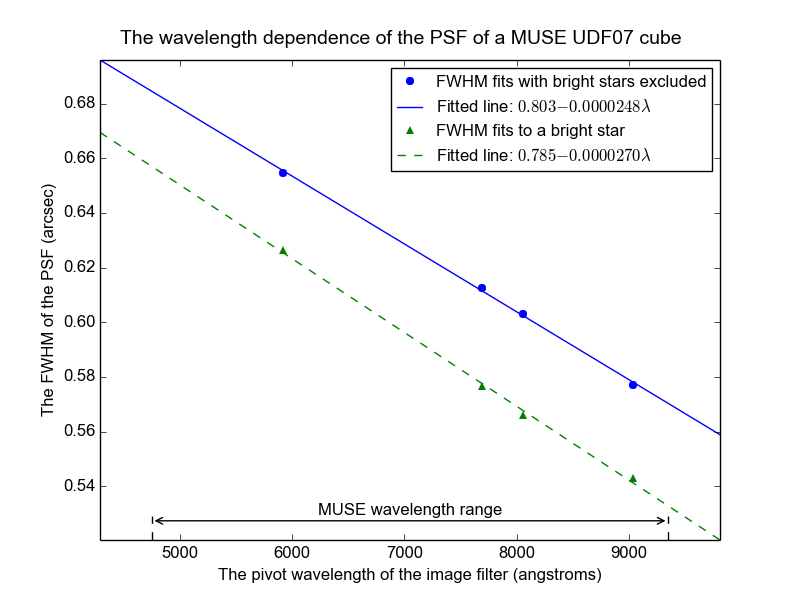 The wavelength dependence of the PSF of a MUSE UDF07 cube
FWHM fits with bright stars excluded
Fitted line: 0.803−0.0000248λ
FWHM fits to a bright star
Fitted line: 0.785−0.0000270λ
The FWHM of the PSF (arcsec)
0.68
0.66
0.64
0.62
0.60
0.58
0.56
0.54
MUSE wavelength range
5000 6000 7000 8000 9000
The pivot wavelength of the image filter (angstroms)